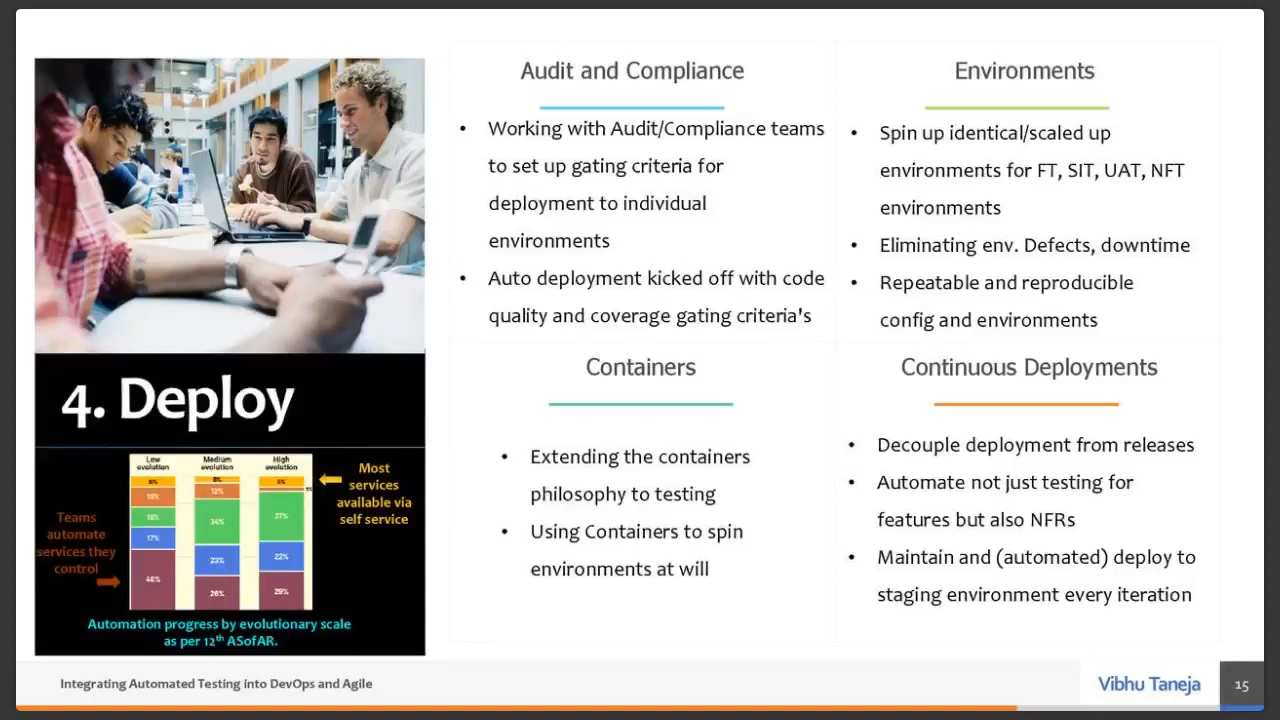 Audit and Compliance
• Working with Audit/Compliance teams
to set up gating criteria for
deployment to individual
environments
• Auto deployment kicked off with code
quality and coverage gating criteria's
Environments
• Spin up identical/scaled up
environments for FT, SIT, UAT, NFT
environments
• Eliminating env. Defects, downtime
• Repeatable and reproducible
config and environments
4. Deploy
Low evolution
Medium evolution
High evolution
17%
12%
34%
23%
26%
37%
22%
29%
Most
services
available via
self service
Teams
automate
services they
control
Automation progress by evolutionary scale
as per 12th ASofAR.
Containers
• Extending the containers
philosophy to testing
• Using Containers to spin
environments at will
Continuous Deployments
• Decouple deployment from releases
• Automate not just testing for
features but also NFRs
• Maintain and (automated) deploy to
staging environment every iteration
Integrating Automated Testing into DevOps and Agile
Vibhu Taneja
15